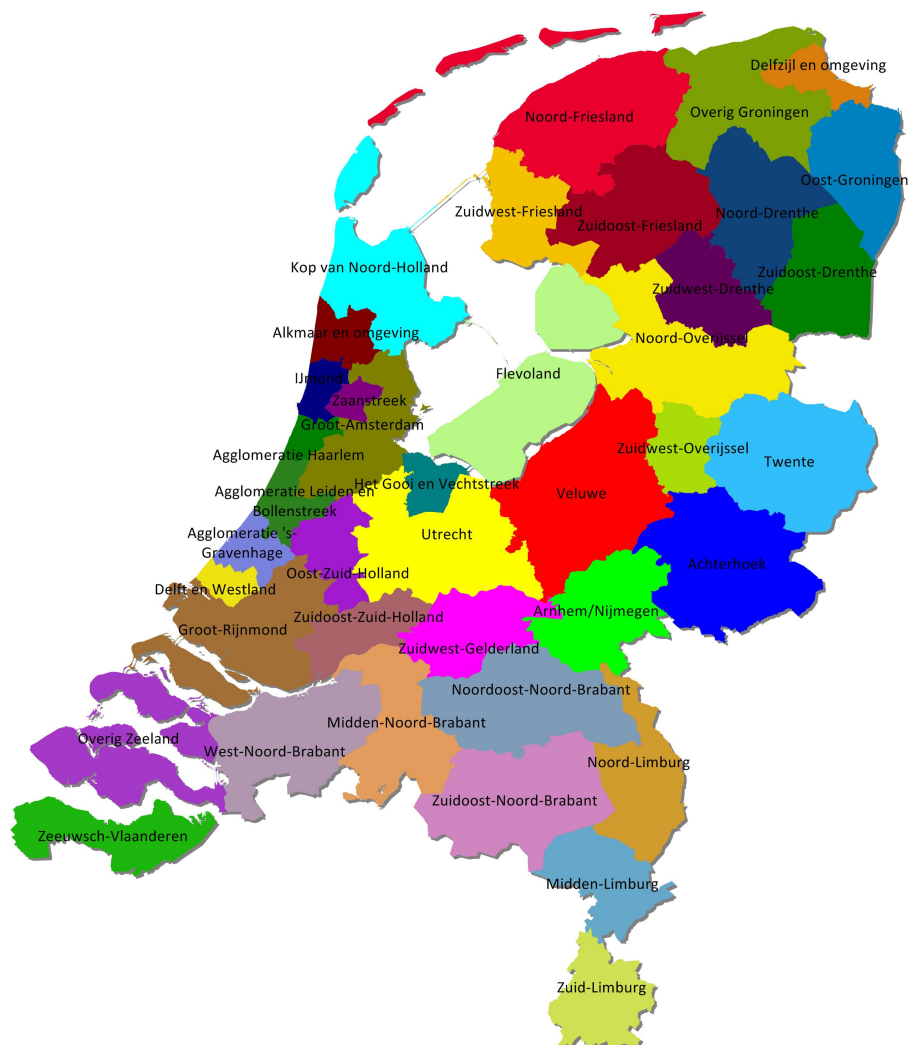 Delfzijl en omgeving
Overig Groningen
Noord-Friesland
Oost-Groningen
Zuidwest-Friesland
Noord-Drenthe
Zuidoost-Friesland
Kop van Noord-Holland
Zuidoost-Drenthe
Zuidwest-Drenthe
Alkmaar en omgeving
Noord-Overijssel
Flevoland
IJmond
Zaanstreek
Groot-Amsterdam
Zuidwest-Overijssel
Agglomeratie Haarlem
Twente
Het Gooi en Vechtstreek
Agglomeratie Leiden en
Bollenstreek
Veluwe
Agglomeratie 's-
Gravenhage
Utrecht
Achterhoek
Oost-Zuid-Holland
Delft en Westland
Arnhem/Nijmegen
Zuidoost-Zuid-Holland
Groot-Rijnmond
Zuidwest-Gelderland
Noordoost-Noord-Brabant
Midden-Noord-Brabant
Overig Zeeland
West-Noord-Brabant
Noord-Limburg
Zuidoost-Noord-Brabant
Zeeuwsch-Vlaanderen
Midden-Limburg
Zuid-Limburg